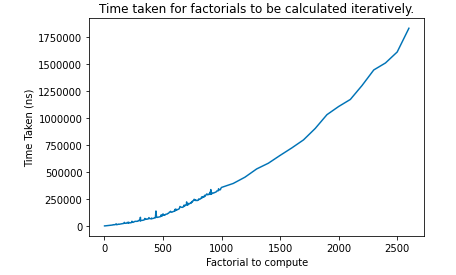 Time taken for factorials to be calculated iteratively.
1750000
1500000
1250000
1000000
750000
500000
250000
0
Time Taken (ns)
0 500 1000 1500 2000 2500
Factorial to compute